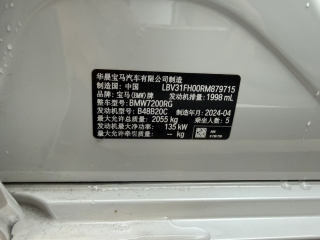 华晨宝马汽车有限公司制造
制造国: 中国 LBV31FH00RM879715
品牌: 宝马(BMW)牌 发动机排量: 1998 mL
整车型号: BMW7200RG
发动机型号: B48B20C 制造年月: 2024-04
最大允许总质量: 2055 kg 乘坐人数: 5
发动机最大净功率: 135 kW
最大允许牵引质量: -- kg